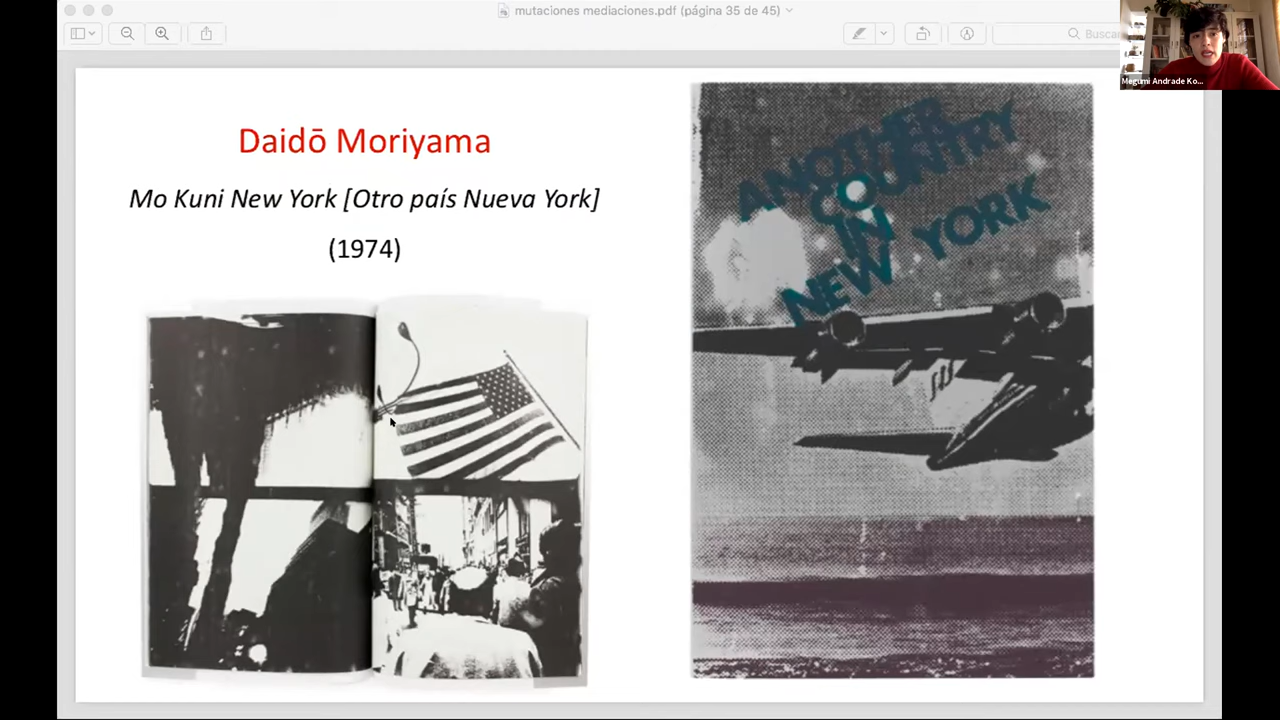 mutaciones mediaciones.pdf (página 35 de 45)
Buscar
Megumi Andrade Ko...
Daidō Moriyama
Mo Kuni New York [Otro país Nueva York]
(1974)
ANOTHER
COUNTRY
IN
NEW YORK